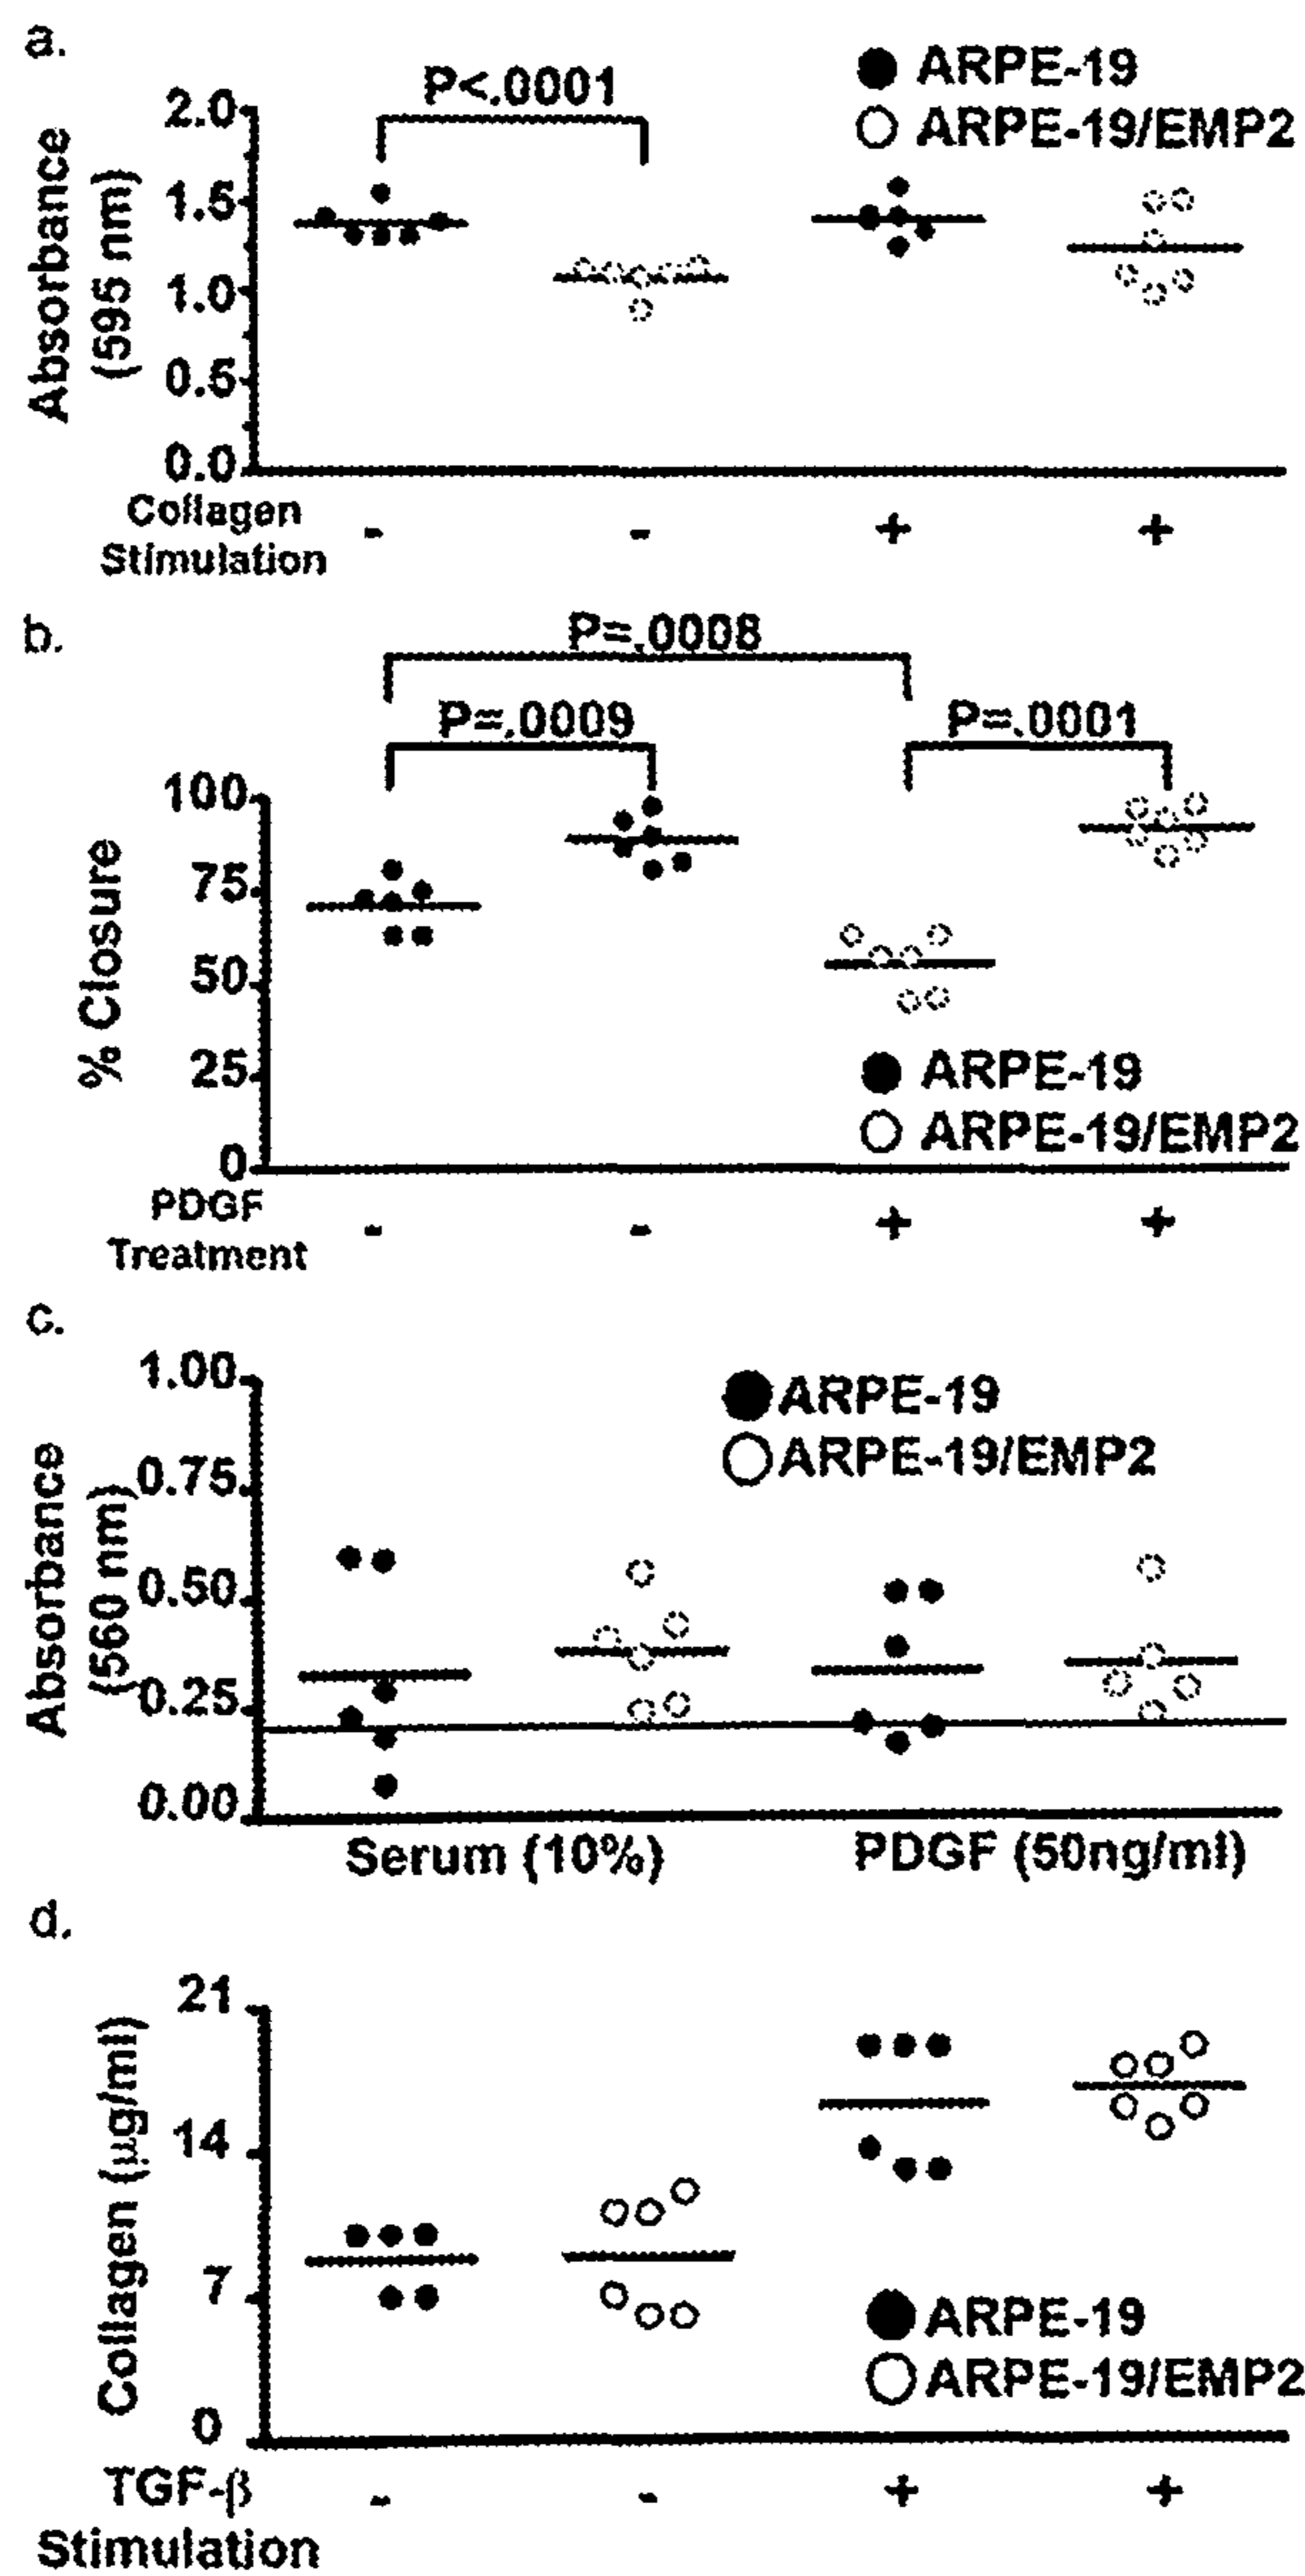 a.
P<.0001
ARPE-19
ARPE-19/EMP2
Absorbance
(595 nm)
2.0
1.5
1.0
0.5
0.0
Collagen
Stimulation
- - + +
b.
P=.0008
P=.0009 P=.0001
% Closure
100
75
50
25
0
ARPE-19
ARPE-19/EMP2
PDGF
Treatment
- - + +
c.
1.00
0.75
0.50
0.25
0.00
Absorbance
(560 nm)
ARPE-19
ARPE-19/EMP2
Serum (10%) PDGF (50ng/ml)
d.
21
14
7
0
Collagen (μg/ml)
ARPE-19
ARPE-19/EMP2
TGF-β
Stimulation
- - + +